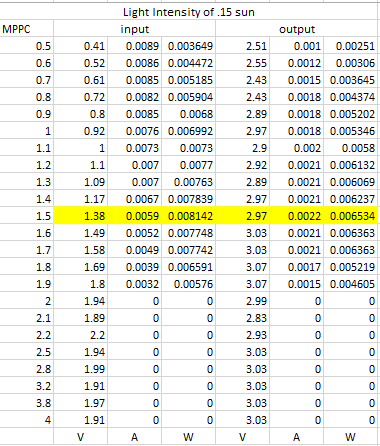 Light Intensity of .15 sun
MPPC input output
0.5 0.41 0.0089 0.003649 2.51 0.001 0.00251
0.6 0.52 0.0086 0.004472 2.55 0.0012 0.00306
0.7 0.61 0.0085 0.005185 2.43 0.0015 0.003645
0.8 0.72 0.0082 0.005904 2.43 0.0018 0.004374
0.9 0.8 0.0085 0.0068 2.89 0.0018 0.005202
1 0.92 0.0076 0.006992 2.97 0.0018 0.005346
1.1 1 0.0073 0.0073 2.9 0.002 0.0058
1.2 1.1 0.007 0.0077 2.92 0.0021 0.006132
1.3 1.09 0.007 0.00763 2.89 0.0021 0.006069
1.4 1.17 0.0067 0.007839 2.97 0.0021 0.006237
1.5 1.38 0.0059 0.008142 2.97 0.0022 0.006534
1.6 1.49 0.0052 0.007748 3.03 0.0021 0.006363
1.7 1.58 0.0049 0.007742 3.03 0.0021 0.006363
1.8 1.69 0.0039 0.006591 3.07 0.0017 0.005219
1.9 1.8 0.0032 0.00576 3.07 0.0015 0.004605
2 1.94 0 0 2.99 0 0
2.1 1.89 0 0 2.83 0 0
2.2 2.2 0 0 2.93 0 0
2.5 1.94 0 0 3.03 0 0
2.8 1.99 0 0 3.03 0 0
3.2 1.91 0 0 3.03 0 0
3.8 1.97 0 0 3.03 0 0
4 1.91 0 0 3.03 0 0
V A W V A W